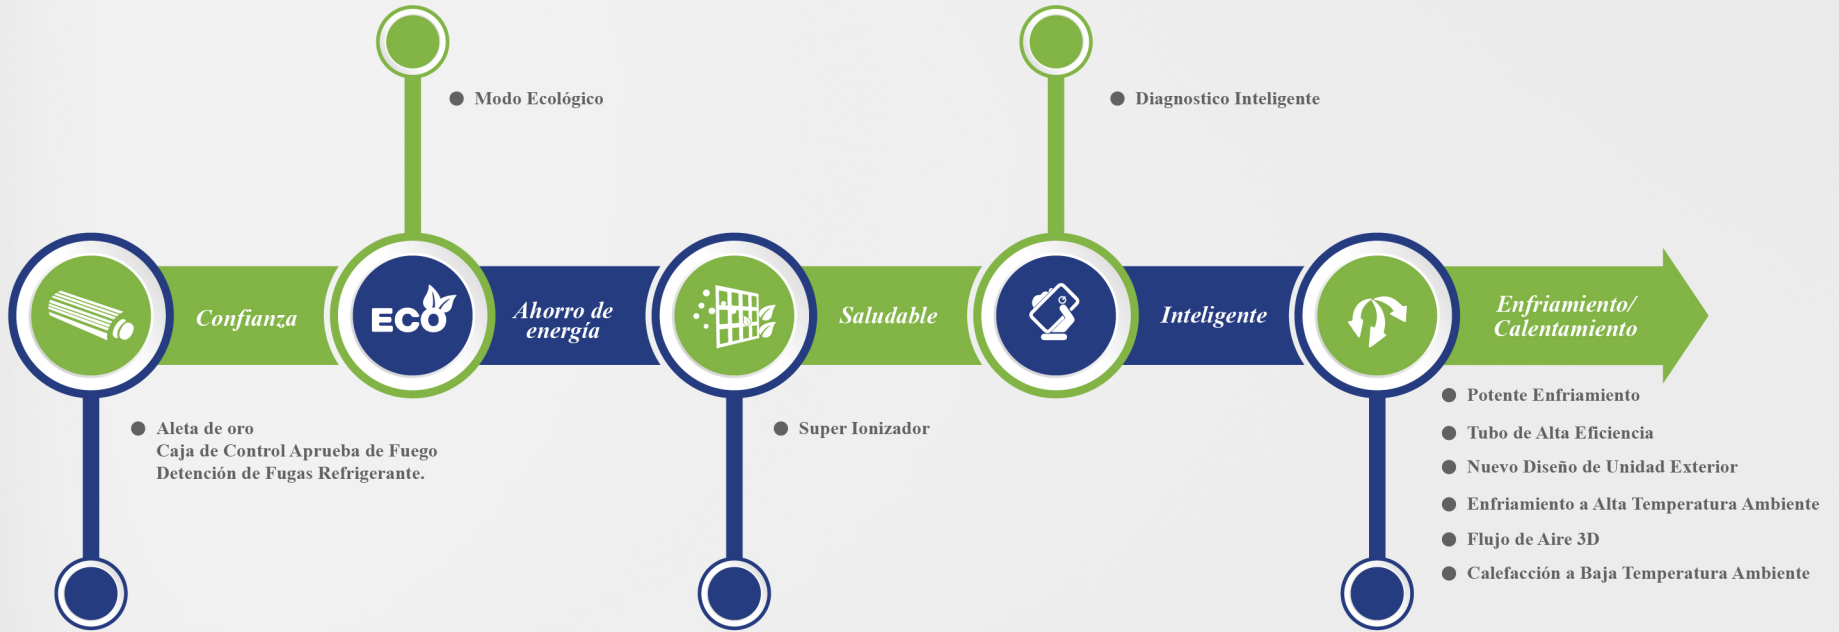 Modo Ecológico
Diagnostico Inteligente
Confianza
ECO
Ahorro de
energía
Saludable
Inteligente
Enfriamiento/
Calentamiento
Aleta de oro
Caja de Control Aprueba de Fuego
Detención de Fugas Refrigerante.
Super Ionizador
Potente Enfriamiento
Tubo de Alta Eficiencia
Nuevo Diseño de Unidad Exterior
Enfriamiento a Alta Temperatura Ambiente
Flujo de Aire 3D
Calefacción a Baja Temperatura Ambiente